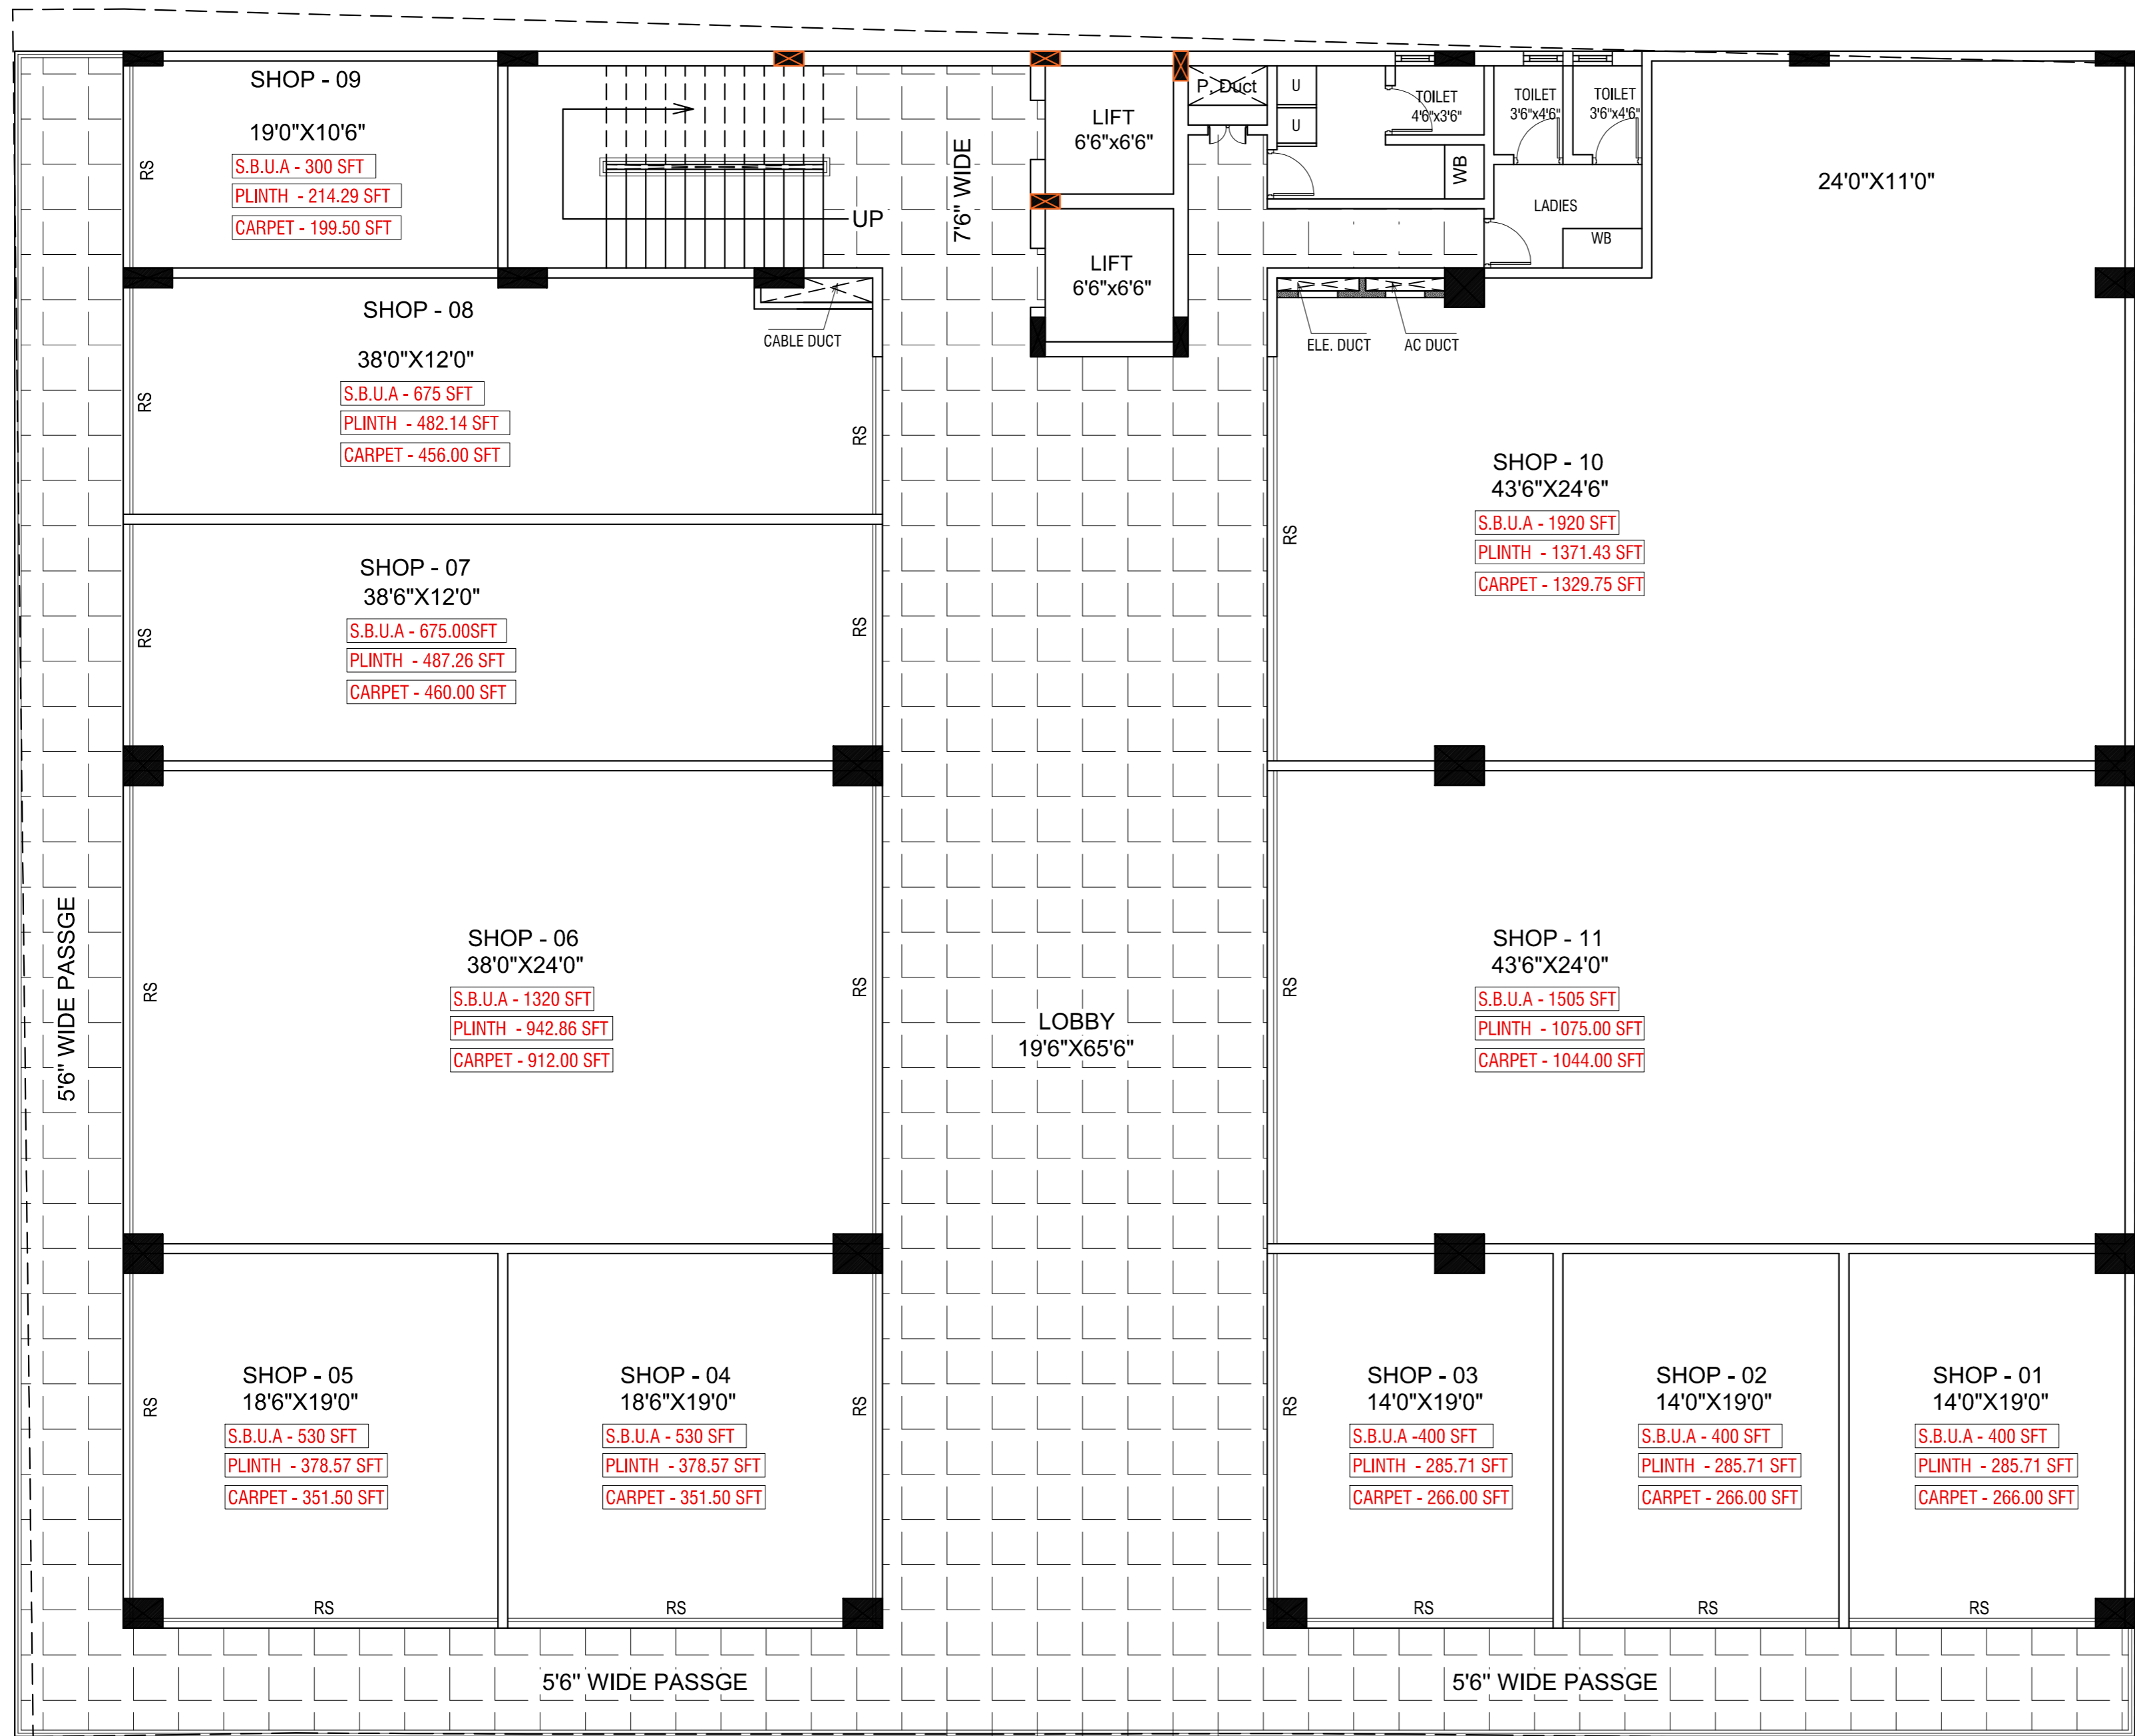 SHOP - 09
19'0"X10'6"
S.B.U.A - 300 SFT
PLINTH - 214.29 SFT
CARPET - 199.50 SFT
RS
UP
7'6" WIDE
LIFT
6'6"x6'6"
LIFT
6'6"x6'6"
P. Duct
U
U
TOILET
4'6"x3'6"
WB
TOILET
3'6"x4'6"
TOILET
3'6"x4'6"
LADIES
WB
24'0"X11'0"
SHOP - 08
38'0"X12'0"
S.B.U.A - 675 SFT
PLINTH - 482.14 SFT
CARPET - 456.00 SFT
RS
RS
CABLE DUCT
ELE. DUCT
AC DUCT
SHOP - 10
43'6"X24'6"
S.B.U.A - 1920 SFT
PLINTH - 1371.43 SFT
CARPET - 1329.75 SFT
RS
SHOP - 07
38'6"X12'0"
S.B.U.A - 675.00SFT
PLINTH - 487.26 SFT
CARPET - 460.00 SFT
RS
RS
5'6" WIDE PASSGE
SHOP - 06
38'0"X24'0"
S.B.U.A - 1320 SFT
PLINTH - 942.86 SFT
CARPET - 912.00 SFT
RS
RS
LOBBY
19'6"X65'6"
SHOP - 11
43'6"X24'0"
S.B.U.A - 1505 SFT
PLINTH - 1075.00 SFT
CARPET - 1044.00 SFT
RS
SHOP - 05
18'6"X19'0"
S.B.U.A - 530 SFT
PLINTH - 378.57 SFT
CARPET - 351.50 SFT
RS
RS
SHOP - 04
18'6"X19'0"
S.B.U.A - 530 SFT
PLINTH - 378.57 SFT
CARPET - 351.50 SFT
RS
RS
SHOP - 03
14'0"X19'0"
S.B.U.A -400 SFT
PLINTH - 285.71 SFT
CARPET - 266.00 SFT
RS
RS
SHOP - 02
14'0"X19'0"
S.B.U.A - 400 SFT
PLINTH - 285.71 SFT
CARPET - 266.00 SFT
RS
SHOP - 01
14'0"X19'0"
S.B.U.A - 400 SFT
PLINTH - 285.71 SFT
CARPET - 266.00 SFT
RS
5'6" WIDE PASSGE
5'6" WIDE PASSGE